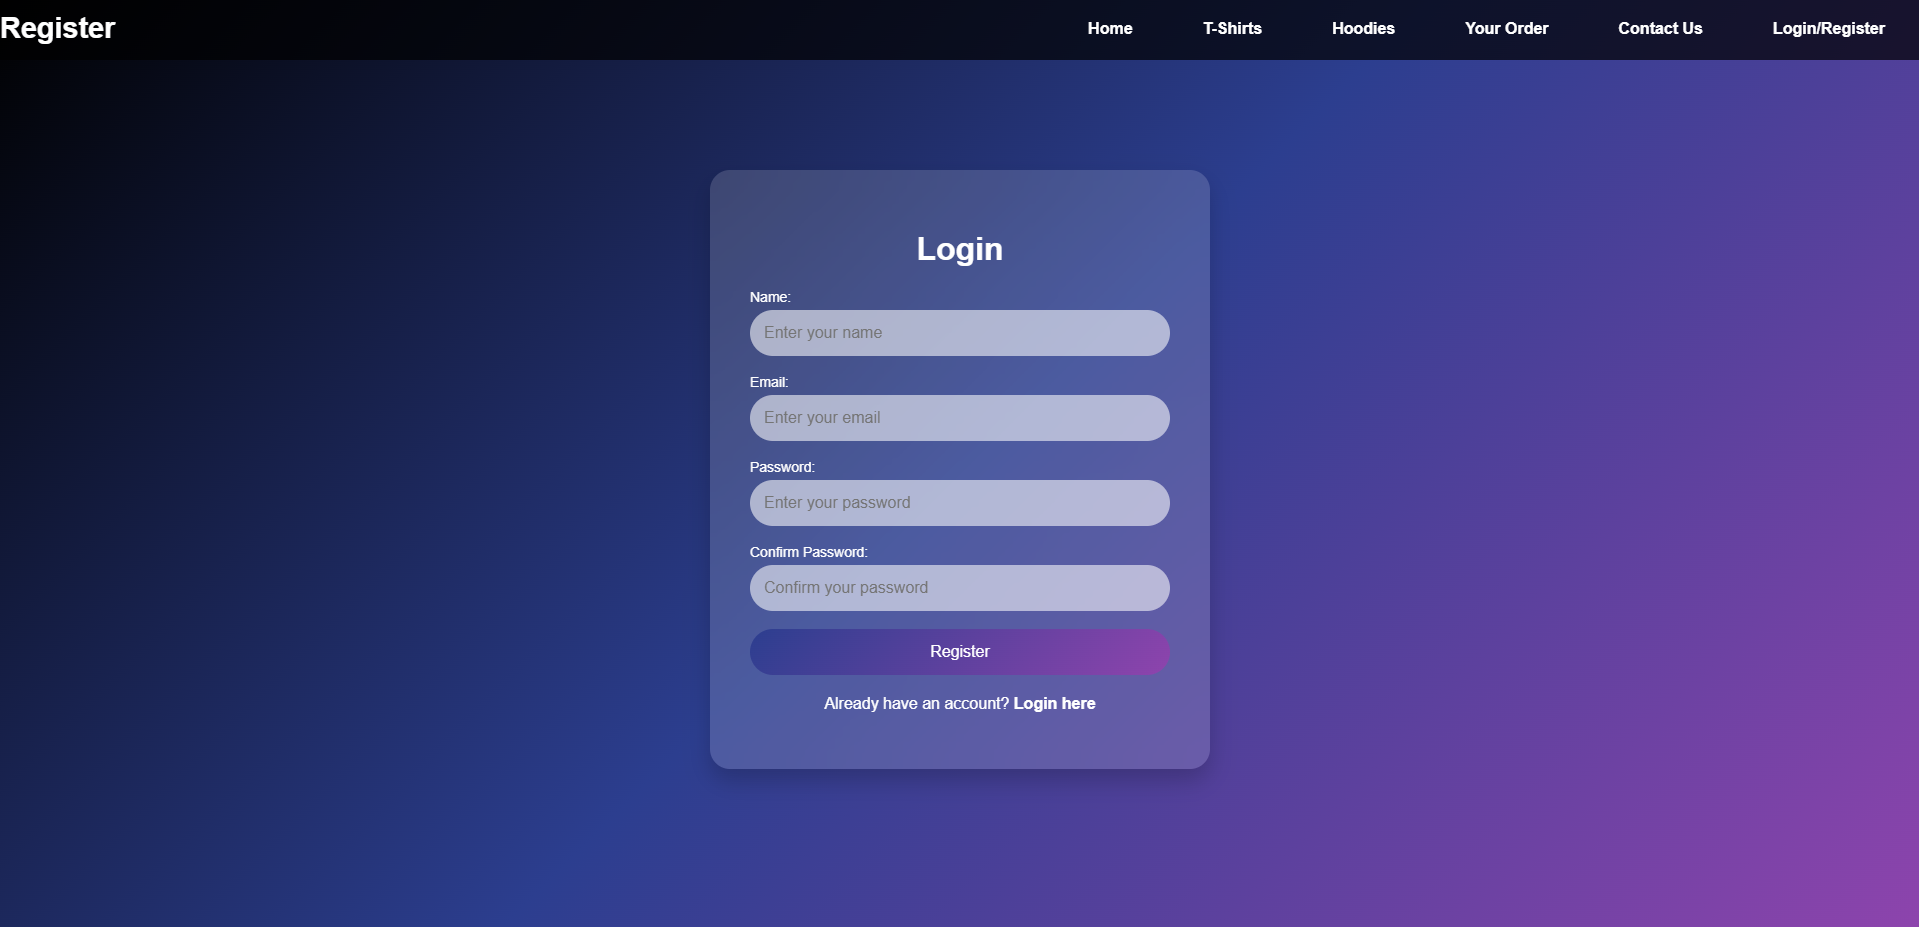 Register
Home T-Shirts Hoodies Your Order Contact Us Login/Register
Login
Name:
Enter your name
Email:
Enter your email
Password:
Enter your password
Confirm Password:
Confirm your password
Register
Already have an account? Login here